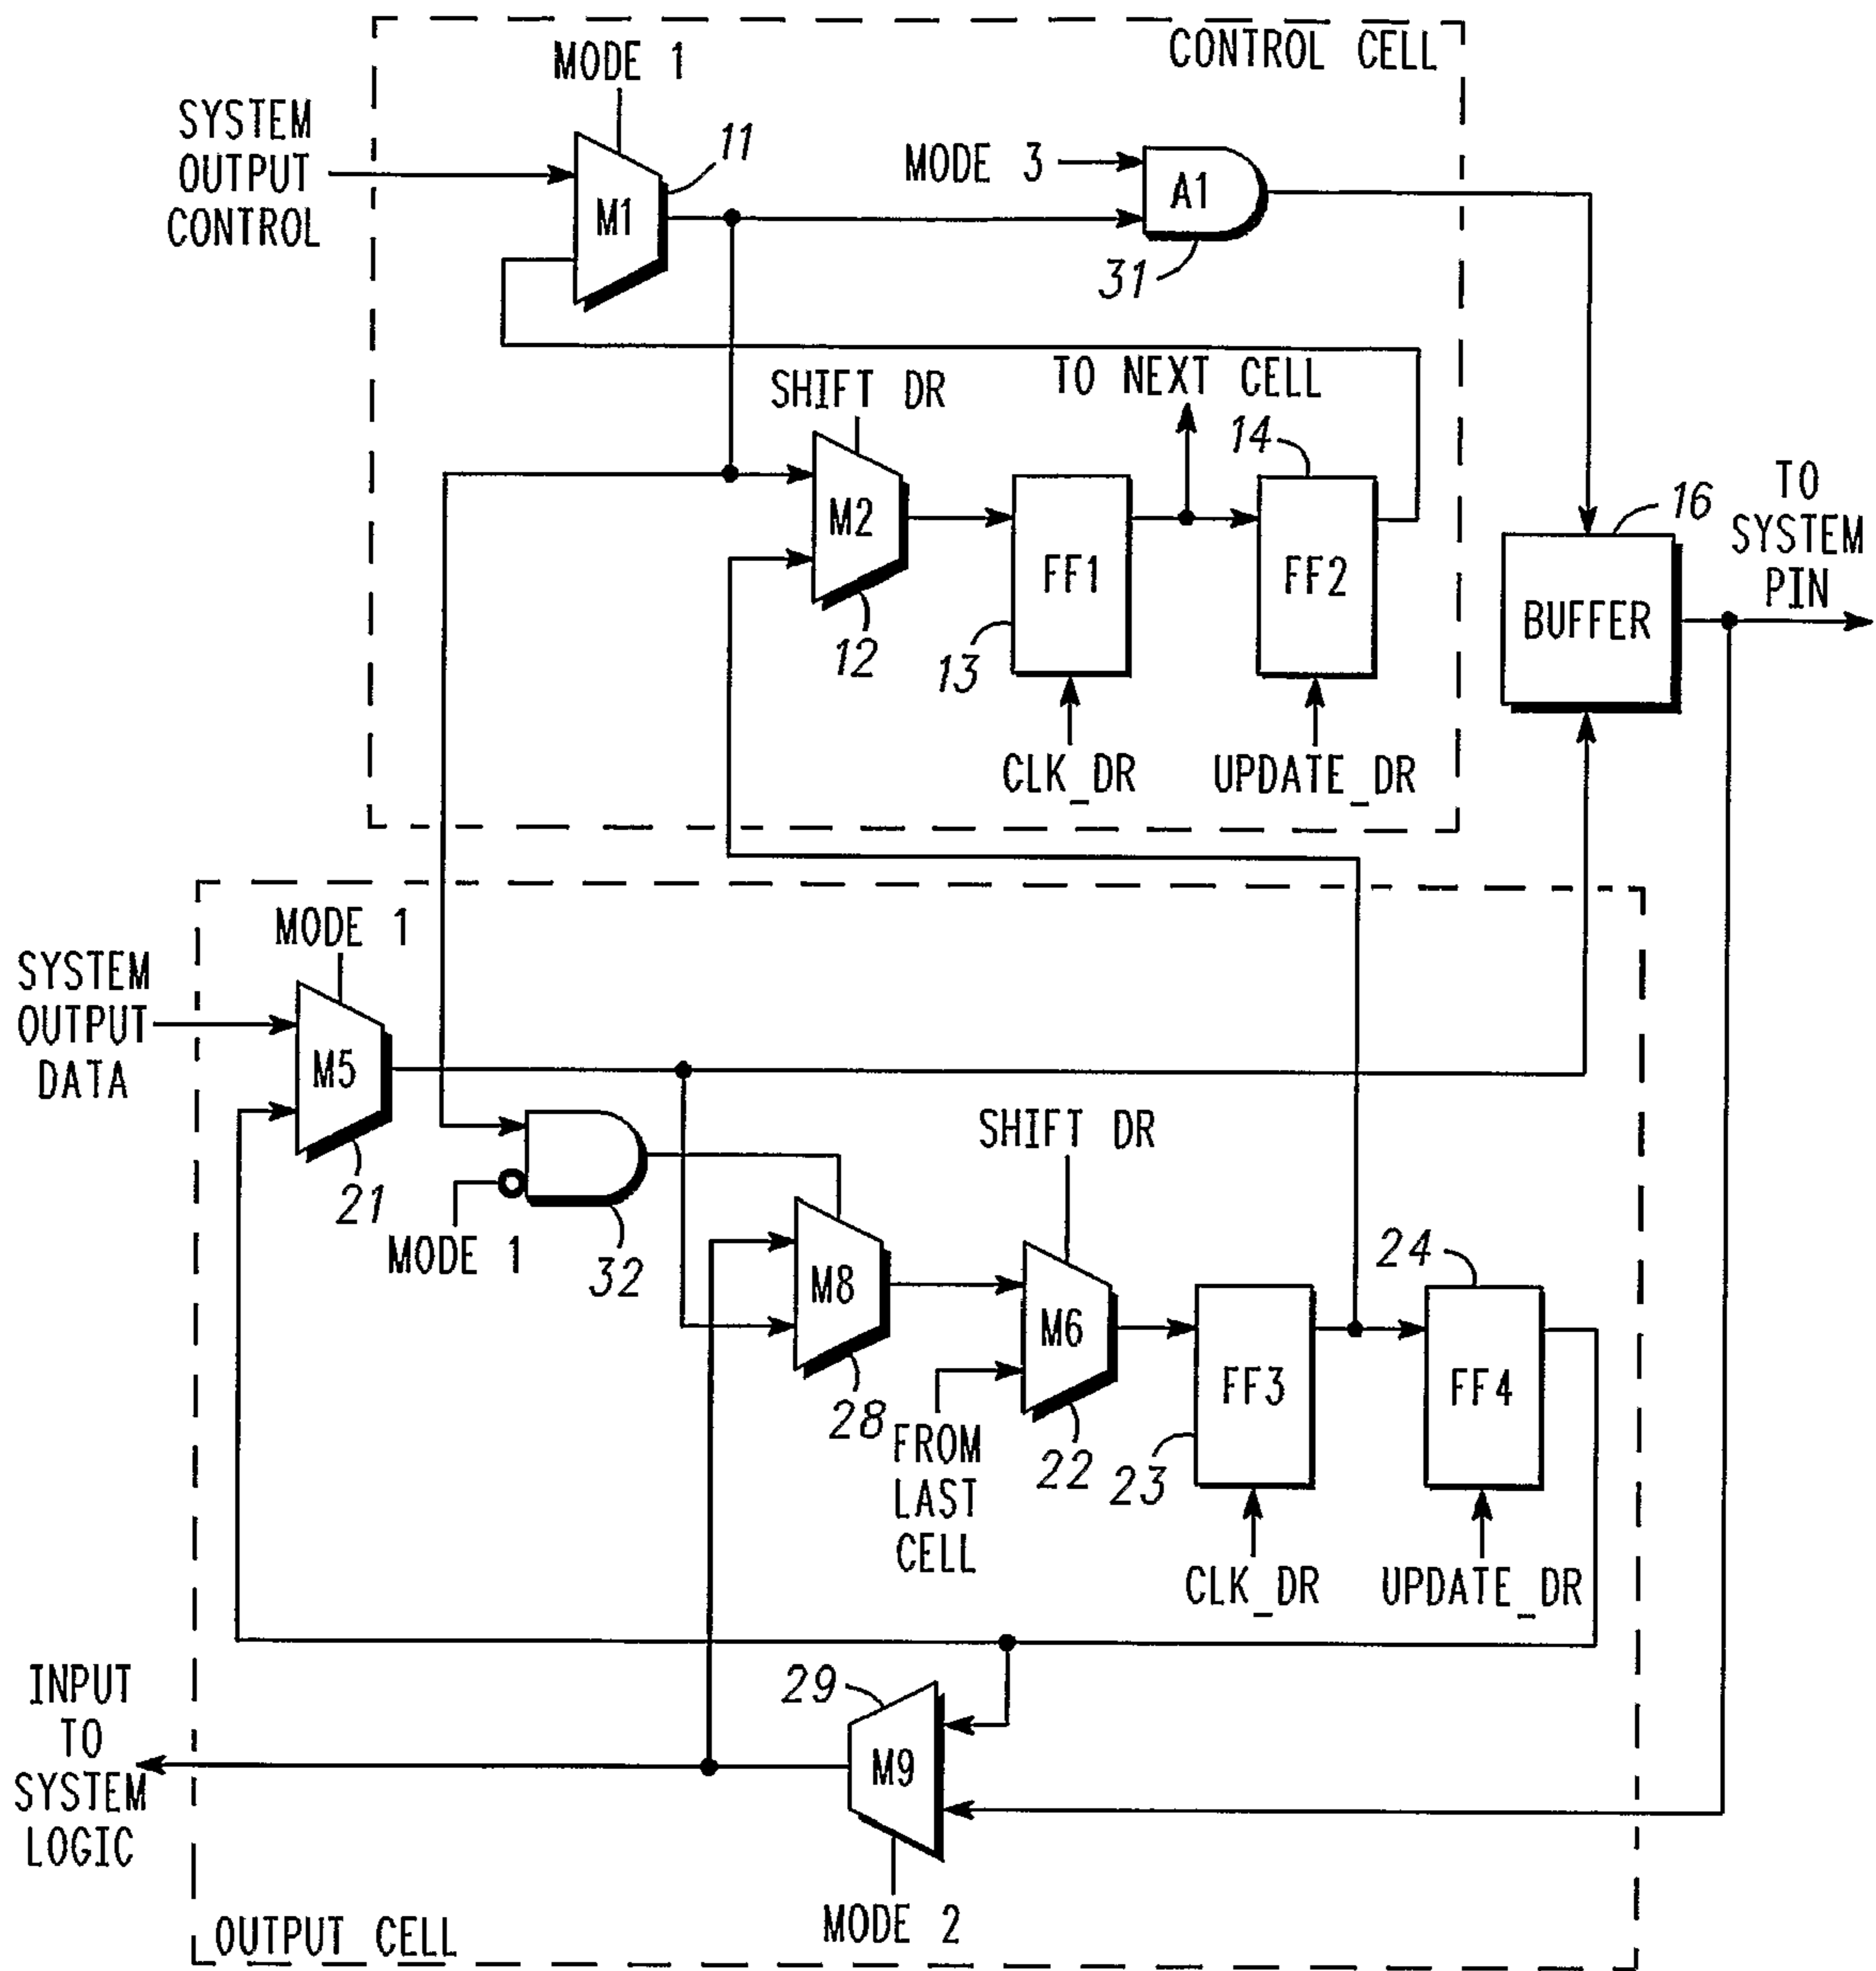 CONTROL CELL
MODE 1
SYSTEM
OUTPUT
CONTROL
11
M1
MODE 3
A1
31
SHIFT DR
TO NEXT CELL
14
M2
12
FF1
13
FF2
CLK_DR
UPDATE_DR
16
TO
SYSTEM
PIN
BUFFER
MODE 1
SYSTEM
OUTPUT
DATA
M5
21
MODE 1
32
SHIFT DR
M8
28
M6
22
FROM
LAST
CELL
FF3
23
24
FF4
CLK_DR
UPDATE_DR
INPUT
TO
SYSTEM
LOGIC
29
M9
MODE 2
OUTPUT CELL